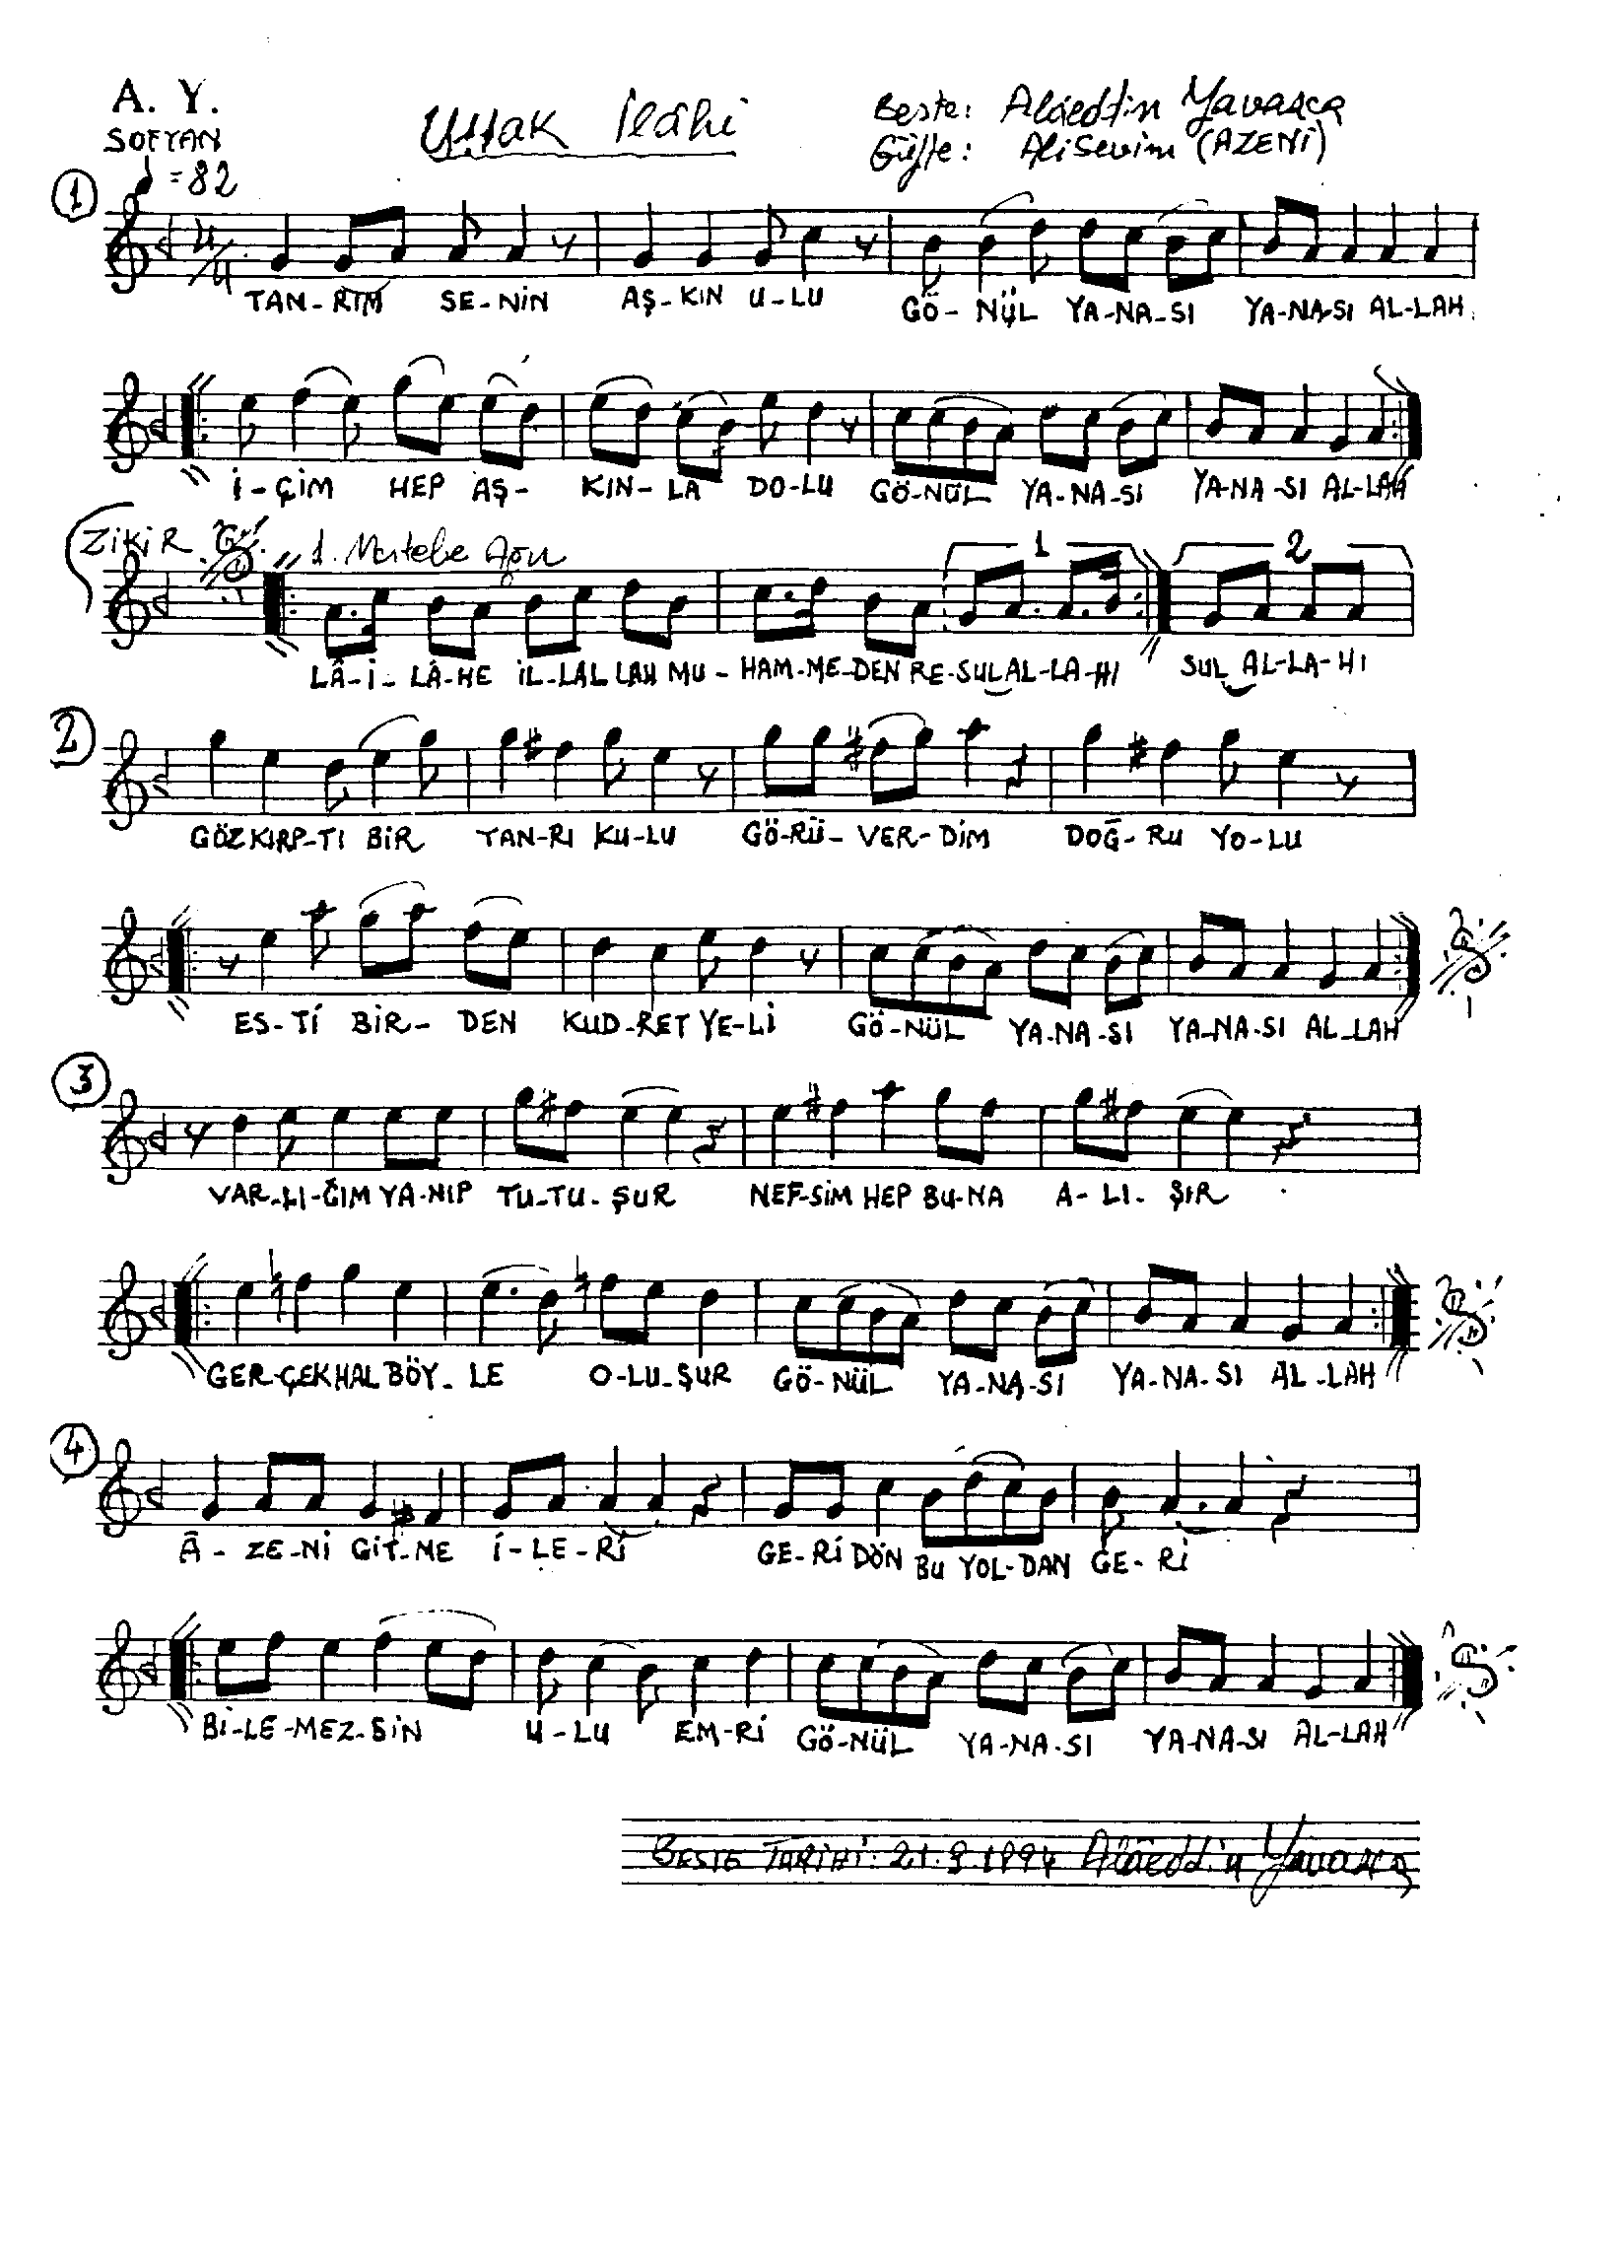 A. Y.
SOFYAN
= 82
Uşşak İlâhi
Beste: Alâeddin Yavaşça
Güfte: Ali Sevim (AZENİ)
1
4/4
TAN-RIM SE-NİN AŞ-KIN U-LU GÖ-NÜL YA-NA-SI YA-NA-SI AL-LAH
İ-ÇİM HEP AŞ- KIN-LA DO-LU GÖ-NÜL YA-NA-SI YA-NA-SI AL-LAH
ZİKİR
1.
1 2
LÂ-İ-LÂ-HE İL-LAL LAH MU-HAM-ME-DEN RE-SUL AL-LA-HI SUL AL-LA-HI
2
GÖZ KIRP-TI BİR TAN-RI KU-LU GÖ-RÜ-VER-DİM DOĞ-RU YO-LU
ES-Tİ BİR-DEN KUD-RET YE-Lİ GÖ-NÜL YA-NA-SI YA-NA-SI AL-LAH
3
VAR-LI-ĞIM YA-NIP TU-TU-ŞUR NEF-SİM HEP BU-NA A-LI-ŞIR
GER-ÇEK HAL BÖY-LE O-LU-ŞUR GÖ-NÜL YA-NA-SI YA-NA-SI AL-LAH
4
Â-ZE-Nİ GİT-ME İ-LE-Rİ GE-Rİ DÖN BU YOL-DAN GE-Rİ
Bİ-LE-MEZ-SİN U-LU EM-Rİ GÖ-NÜL YA-NA-SI YA-NA-SI AL-LAH
BESTE TARİHİ: 21.9.1994 Alâeddin Yavaşça